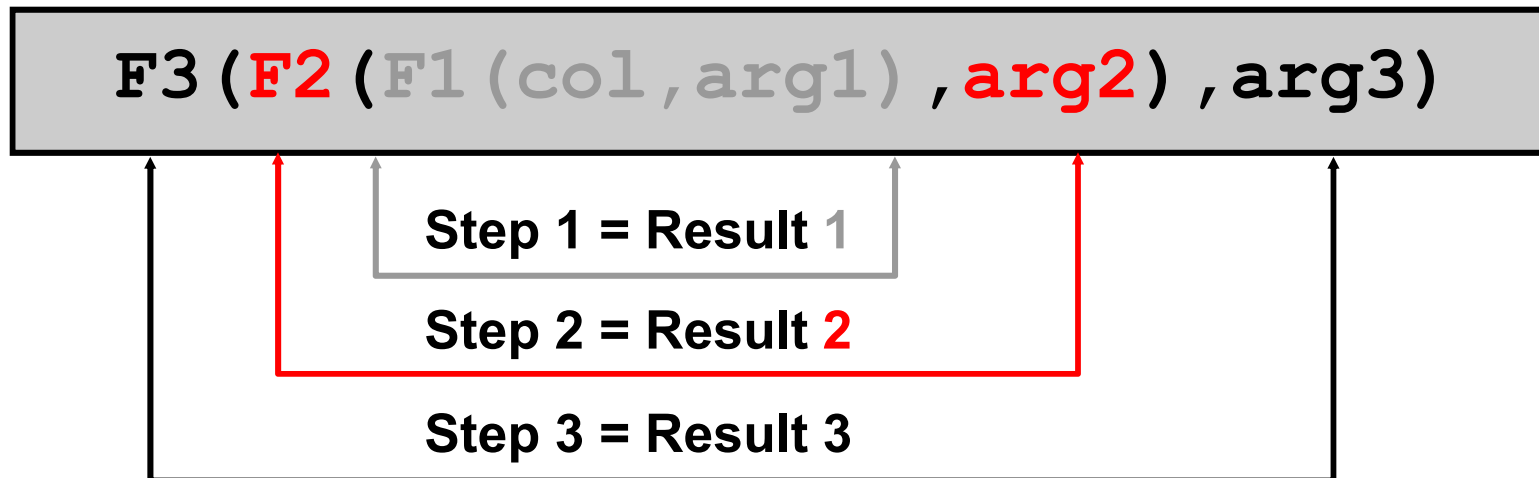 F3(F2(F1(col,arg1),arg2),arg3)
Step 1 = Result 1
Step 2 = Result 2
Step 3 = Result 3